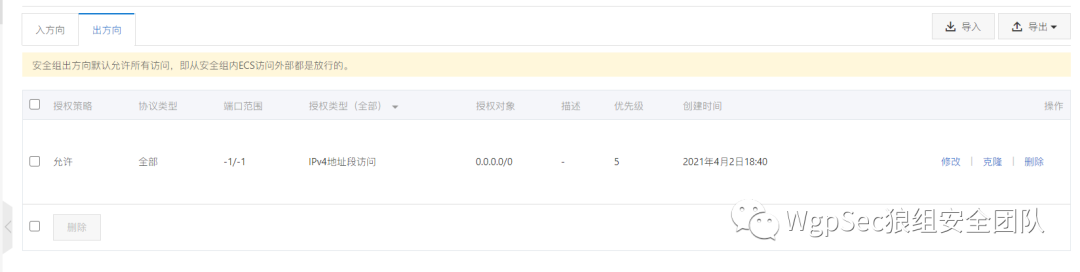 入方向 出方向 导入 导出
安全组出方向默认允许所有访问，即从安全组内ECS访问外部都是放行的。
授权策略 协议类型 端口范围 授权类型（全部） 授权对象 描述 优先级 创建时间 操作
允许 全部 -1/-1 IPv4地址段访问 0.0.0.0/0 - 5 2021年4月2日18:40 修改 | 克隆 | 删除
删除
WgpSec狼组安全团队